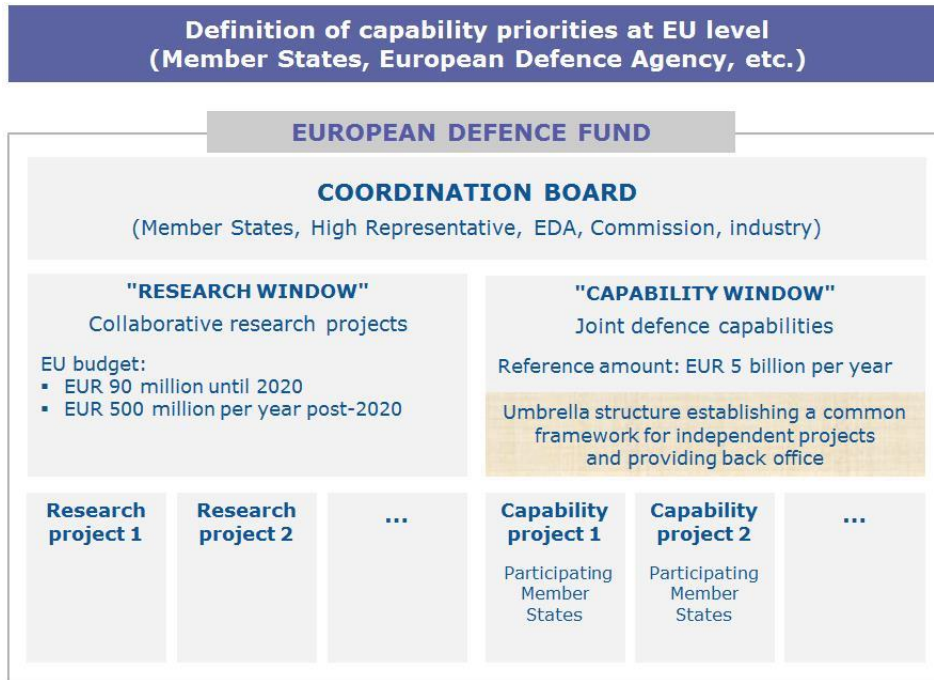 Definition of capability priorities at EU level
(Member States, European Defence Agency, etc.)
EUROPEAN DEFENCE FUND
COORDINATION BOARD
(Member States, High Representative, EDA, Commission, industry)
"RESEARCH WINDOW"
Collaborative research projects
EU budget:
▪ EUR 90 million until 2020
▪ EUR 500 million per year post-2020
"CAPABILITY WINDOW"
Joint defence capabilities
Reference amount: EUR 5 billion per year
Umbrella structure establishing a common
framework for independent projects
and providing back office
Research
project 1
Research
project 2
...
Capability
project 1
Participating
Member
States
Capability
project 2
Participating
Member
States
...